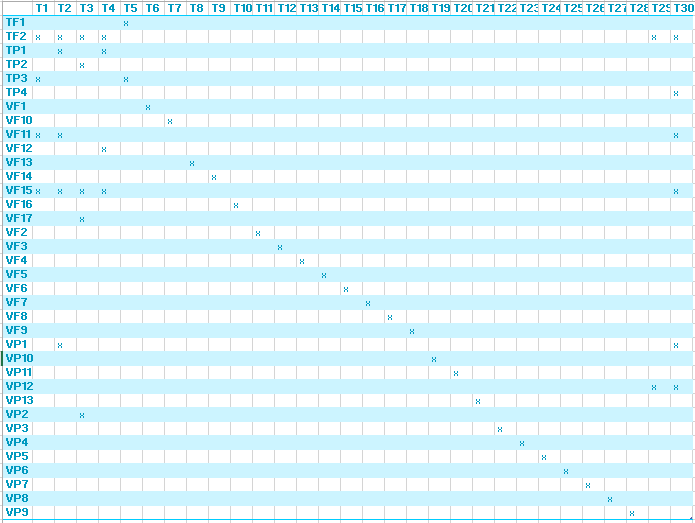 T1 T2 T3 T4 T5 T6 T7 T8 T9 T10 T11 T12 T13 T14 T15 T16 T17 T18 T19 T20 T21 T22 T23 T24 T25 T26 T27 T28 T29 T30
TF1 x
TF2 x x x x x x
TP1 x x
TP2 x
TP3 x x
TP4 x
VF1 x
VF10 x
VF11 x x x
VF12 x
VF13 x
VF14 x
VF15 x x x x x
VF16 x
VF17 x
VF2 x
VF3 x
VF4 x
VF5 x
VF6 x
VF7 x
VF8 x
VF9 x
VP1 x x
VP10 x
VP11 x
VP12 x x
VP13 x
VP2 x
VP3 x
VP4 x
VP5 x
VP6 x
VP7 x
VP8 x
VP9 x